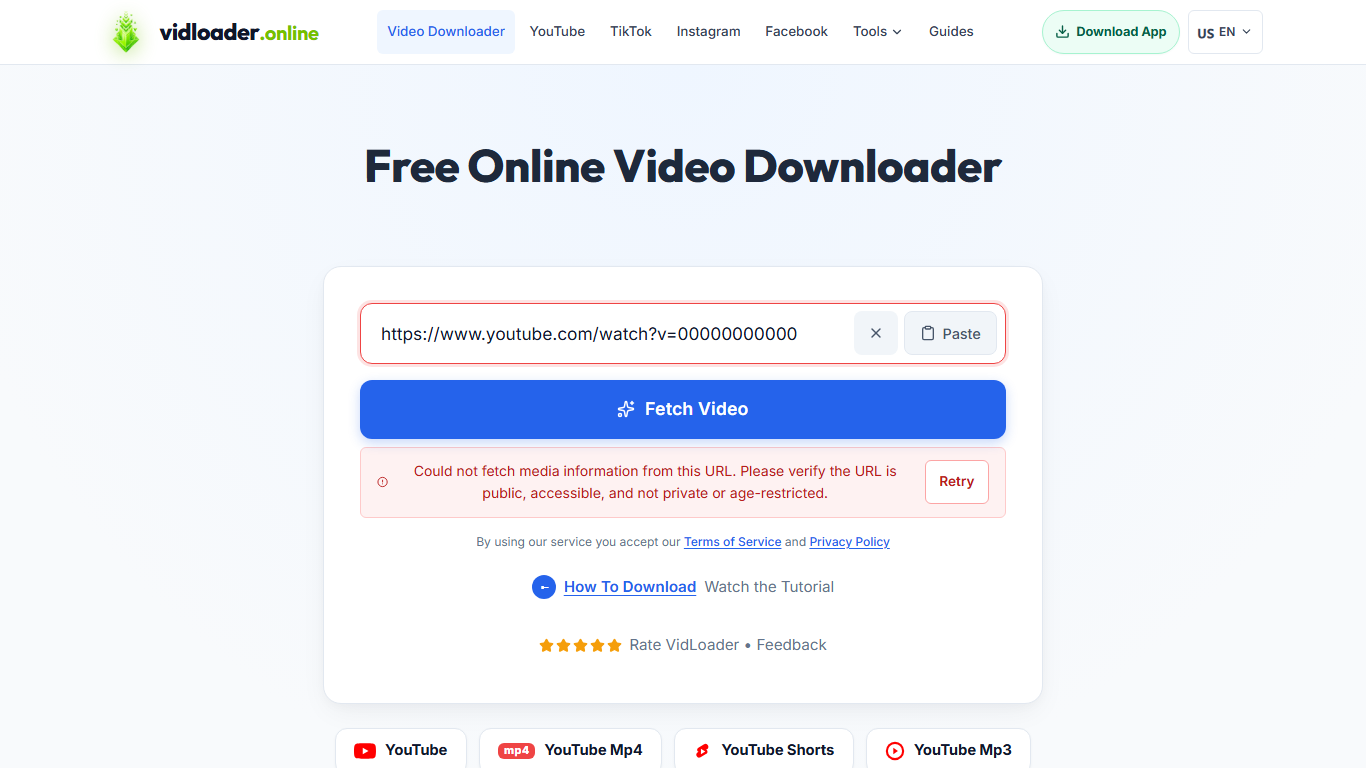 vidloader.online
Video Downloader
YouTube
TikTok
Instagram
Facebook
Tools
Guides
Download App
US EN
Free Online Video Downloader
https://www.youtube.com/watch?v=00000000000
Paste
Fetch Video
Could not fetch media information from this URL. Please verify the URL is
public, accessible, and not private or age-restricted.
Retry
By using our service you accept our Terms of Service and Privacy Policy
How To Download Watch the Tutorial
Rate VidLoader • Feedback
YouTube
mp4 YouTube Mp4
YouTube Shorts
YouTube Mp3